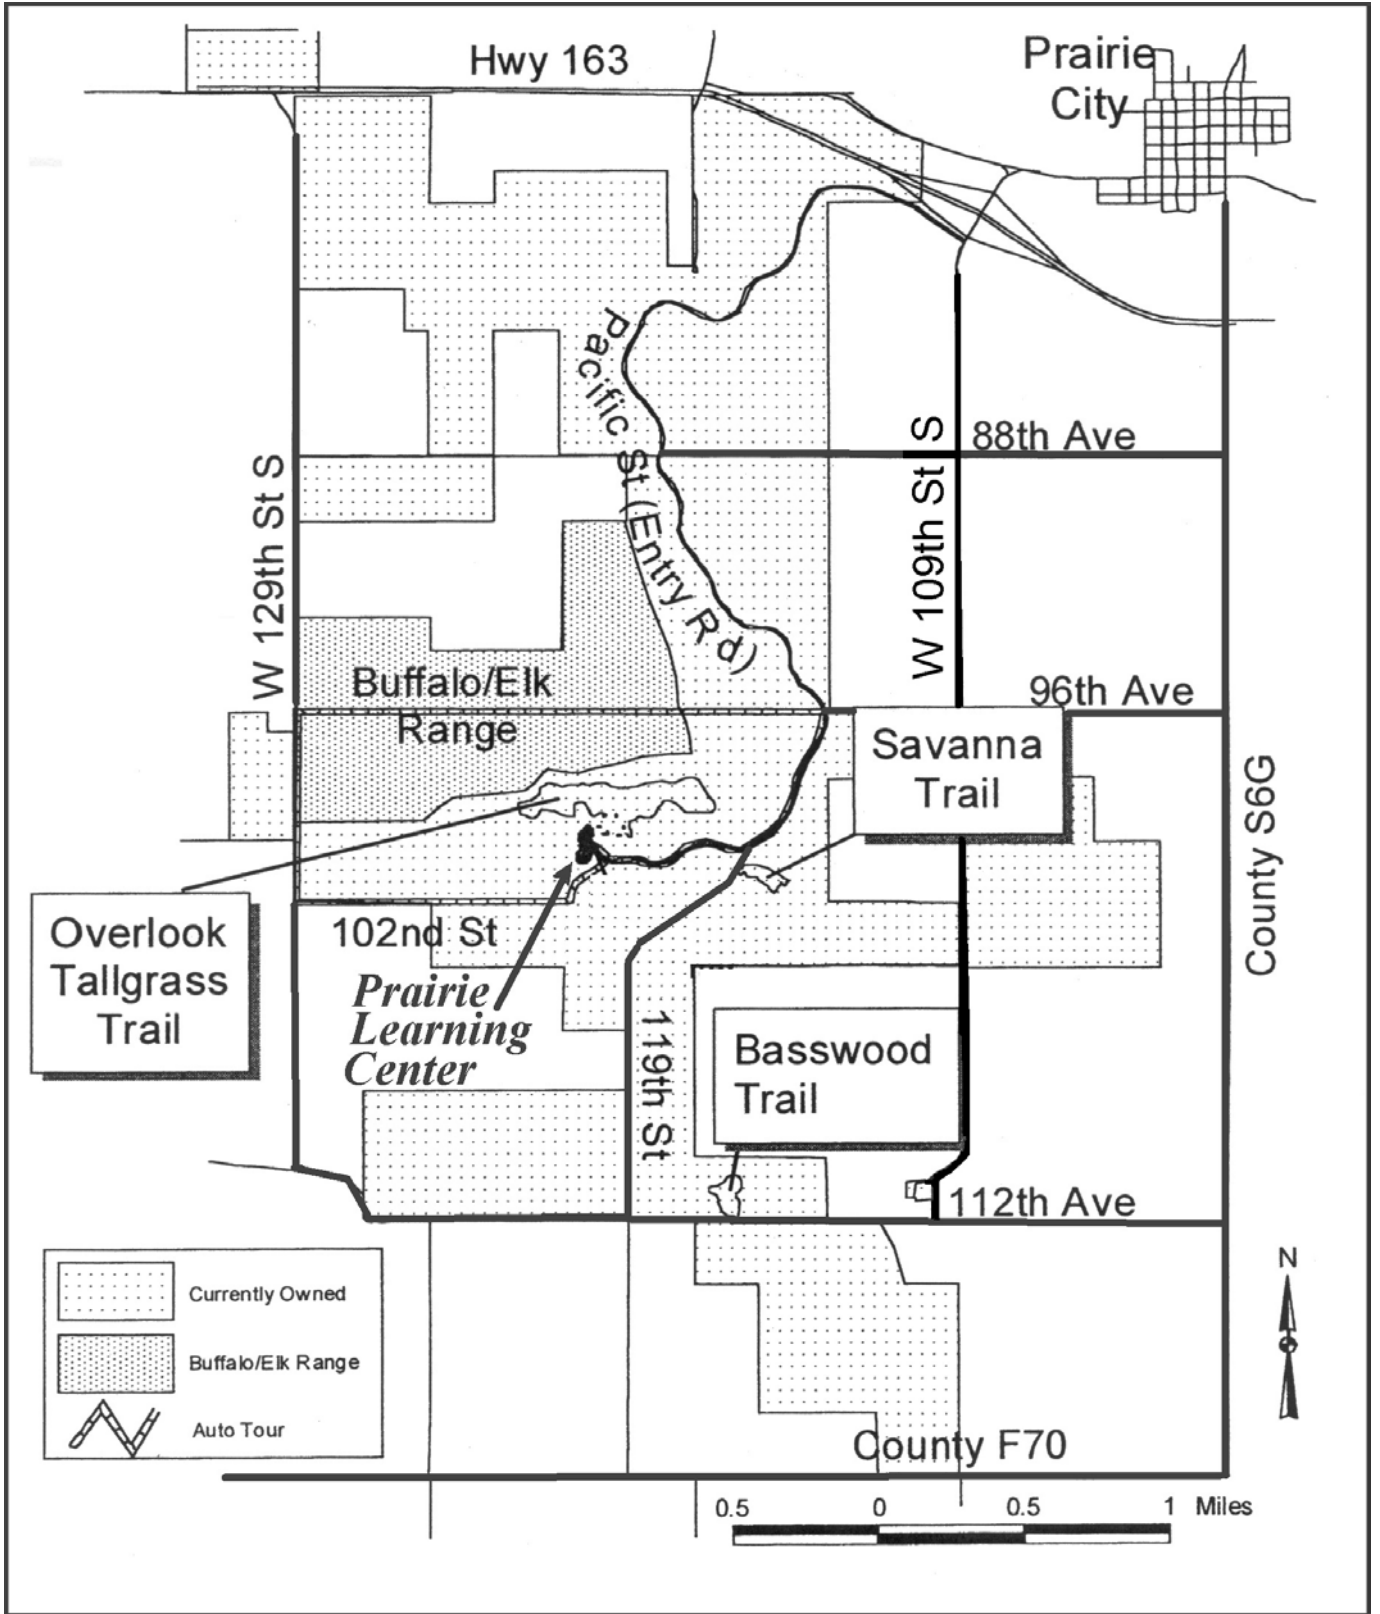 Hwy 163
Prairie
City
Pacific St (Entry Rd)
88th Ave
W 129th St S
W 109th St S
Buffalo/Elk
Range
96th Ave
Savanna
Trail
County S6G
Overlook
Tallgrass
Trail
102nd St
Prairie
Learning
Center
119th St
Basswood
Trail
112th Ave
Currently Owned
Buffalo/Elk Range
Auto Tour
N
County F70
0.5 0 0.5 1 Miles